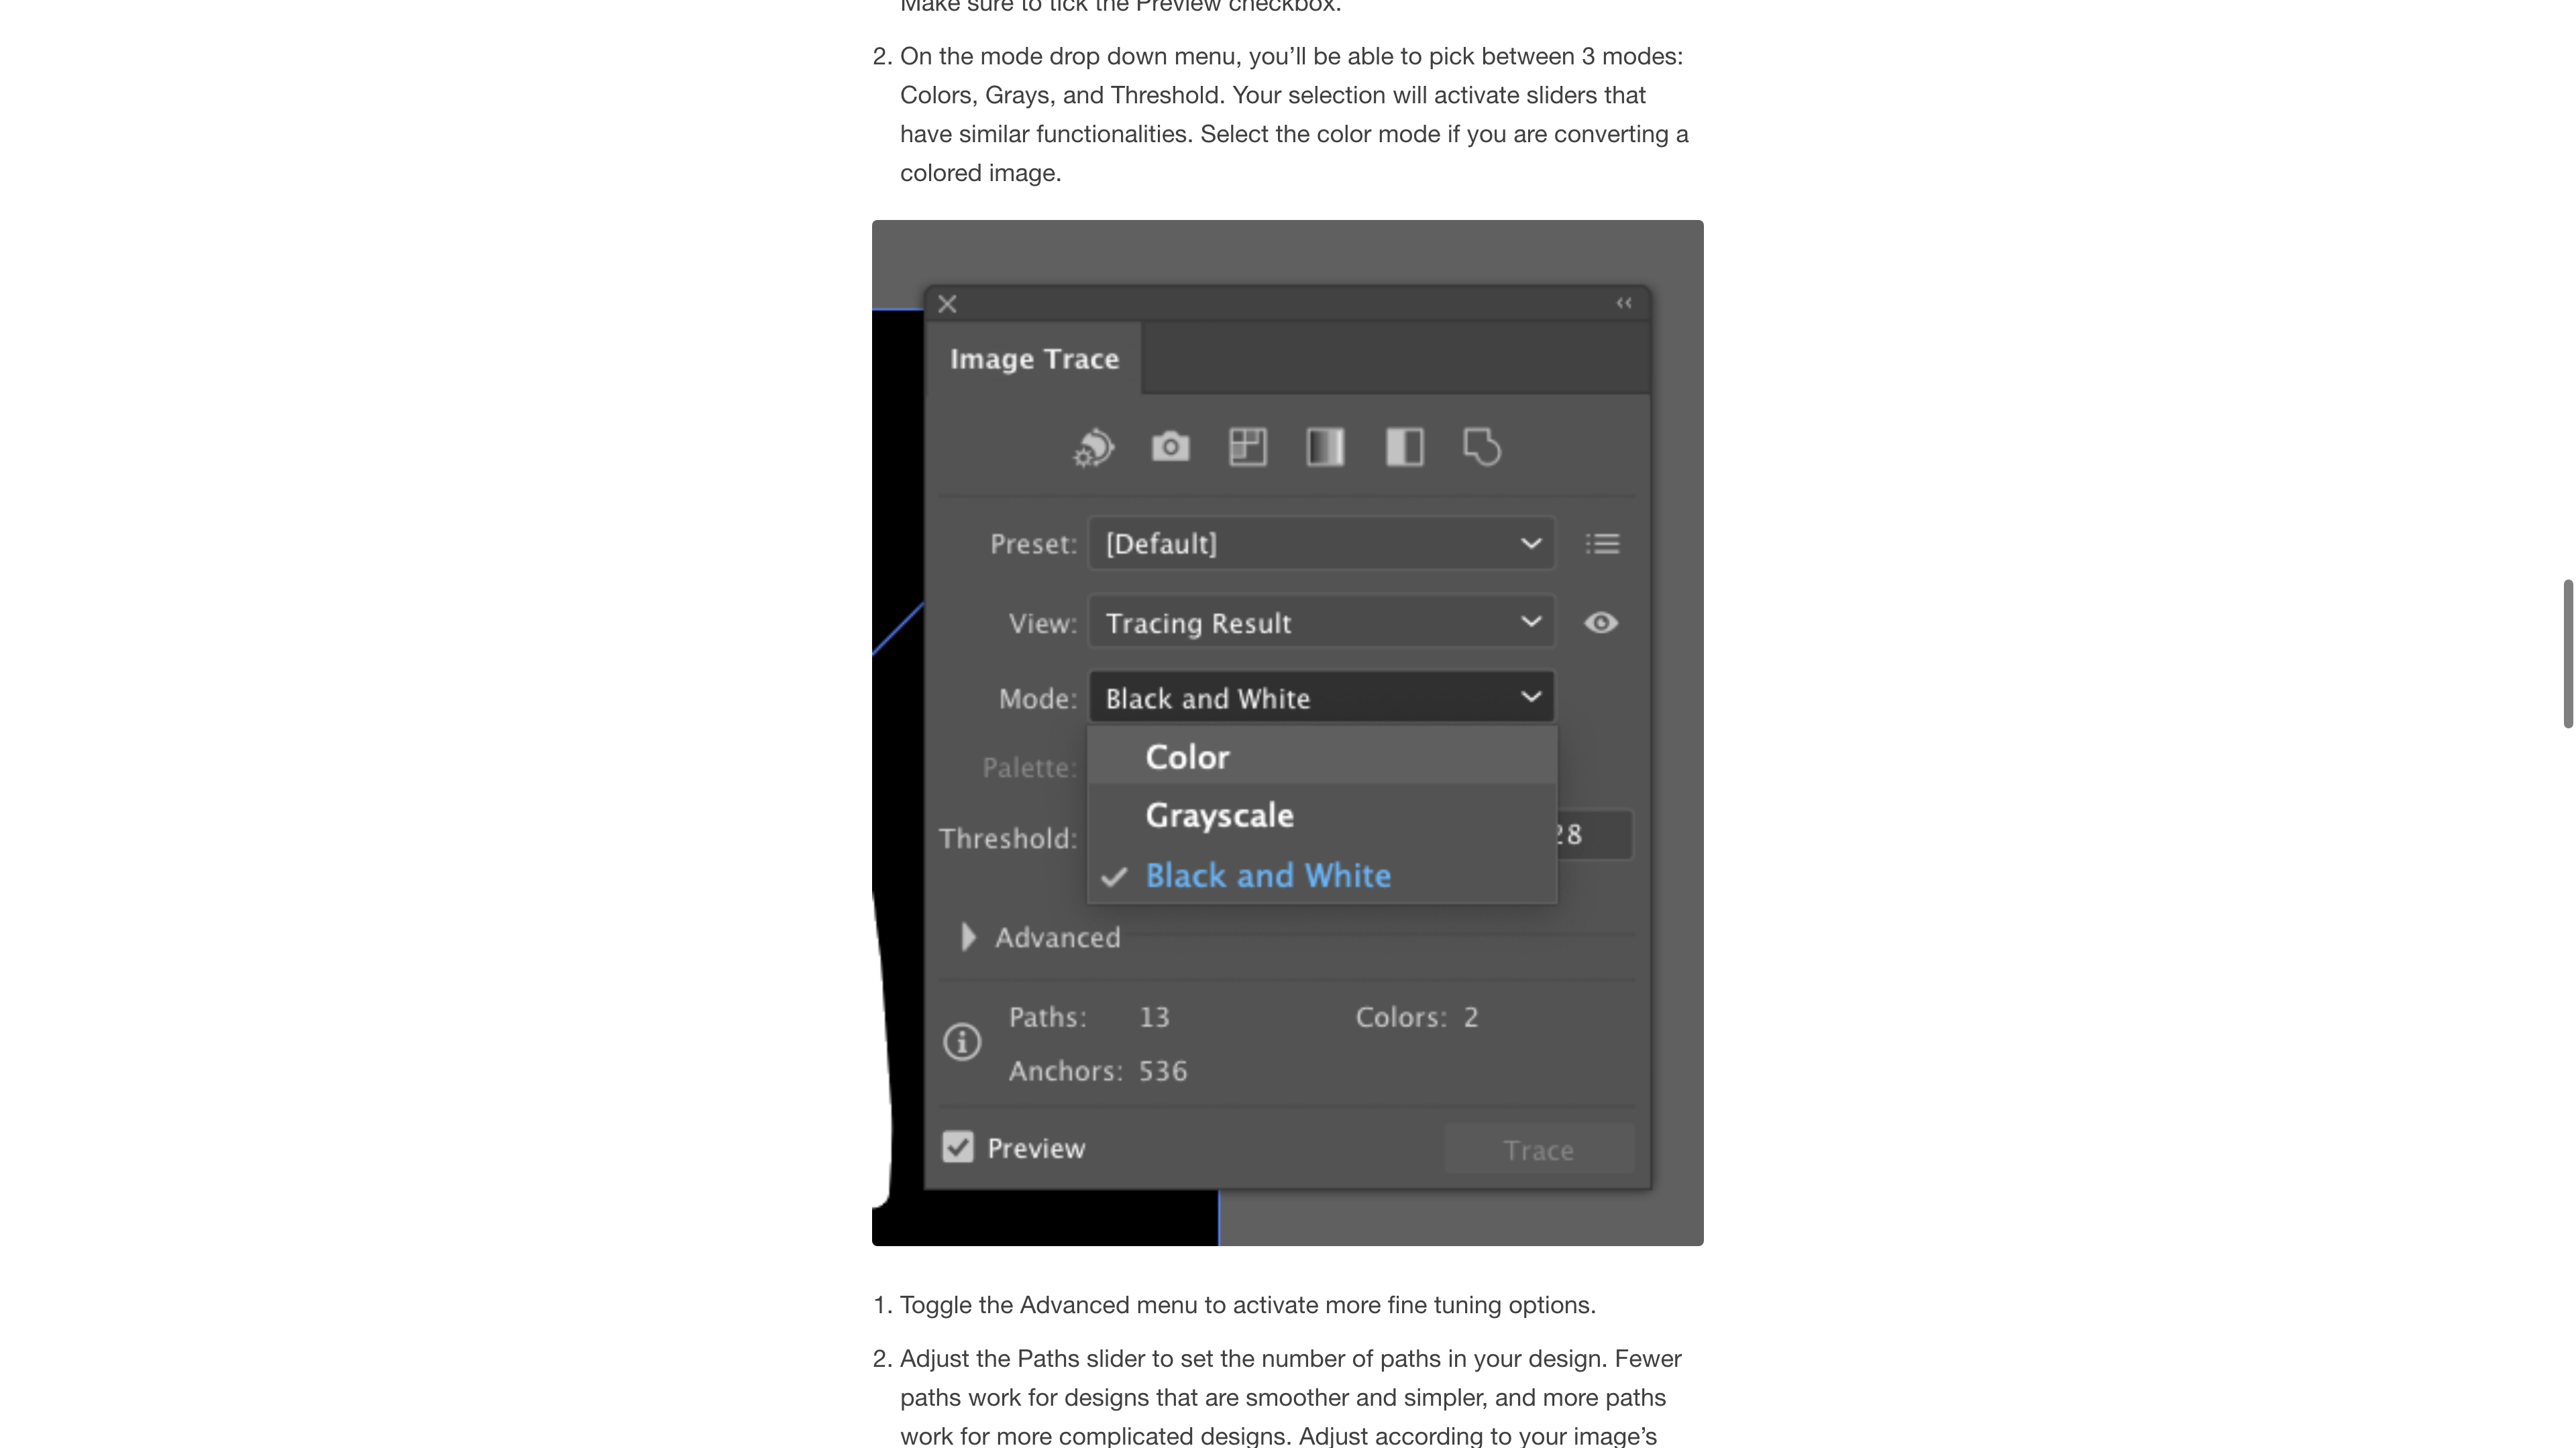 Make sure to tick the Preview checkbox.
2. On the mode drop down menu, you’ll be able to pick between 3 modes:
Colors, Grays, and Threshold. Your selection will activate sliders that
have similar functionalities. Select the color mode if you are converting a
colored image.
Image Trace
Preset: [Default]
View: Tracing Result
Mode: Black and White
Color
Palette:
Grayscale
Threshold: 28
Black and White
Advanced
Paths: 13 Colors: 2
Anchors: 536
Preview Trace
1. Toggle the Advanced menu to activate more fine tuning options.
2. Adjust the Paths slider to set the number of paths in your design. Fewer
paths work for designs that are smoother and simpler, and more paths
work for more complicated designs. Adjust according to your image’s